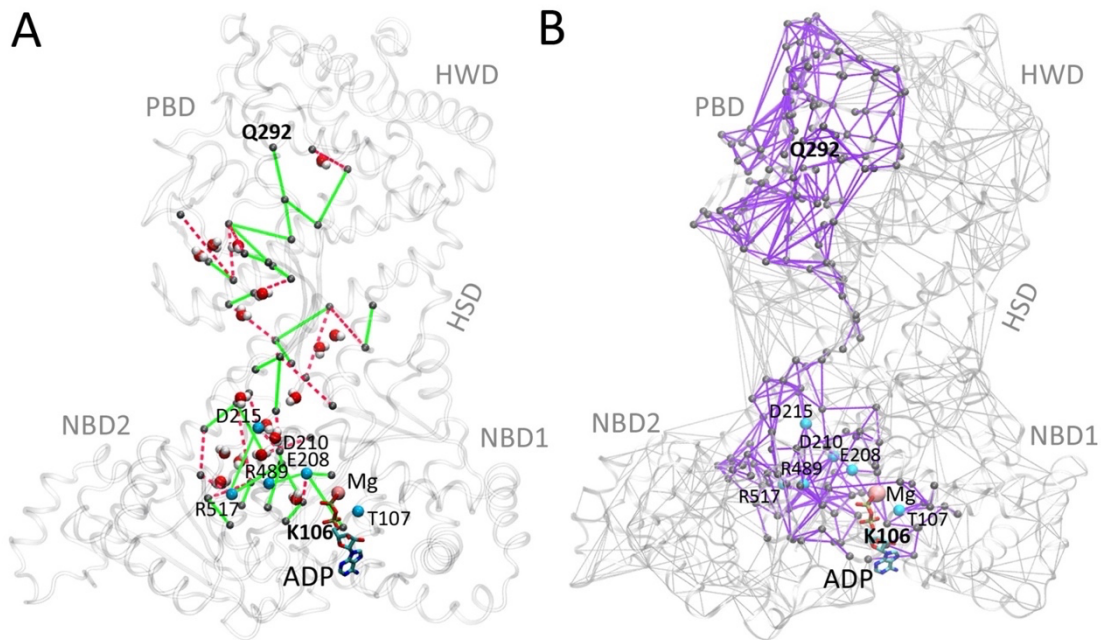 A
PBD
HWD
Q292
HSD
NBD2
NBD1
D215
D210
E208
R489
R517
Mg
T107
K106
ADP
B
PBD
HWD
Q292
HSD
NBD2
NBD1
D215
D210
E208
R489
R517
Mg
T107
K106
ADP